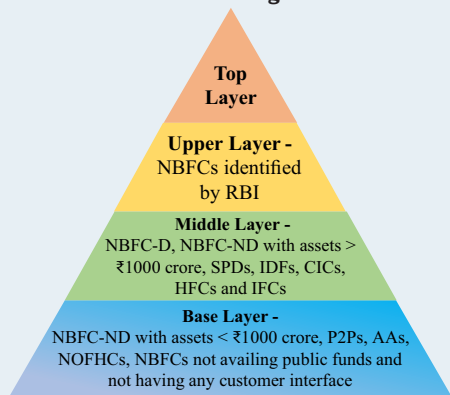 Top
Layer
Upper Layer -
NBFCs identified
by RBI
Middle Layer -
NBFC-D, NBFC-ND with assets >
₹1000 crore, SPDs, IDFs, CICs,
HFCs and IFCs
Base Layer -
NBFC-ND with assets < ₹1000 crore, P2Ps, AAs,
NOFHCs, NBFCs not availing public funds and
not having any customer interface